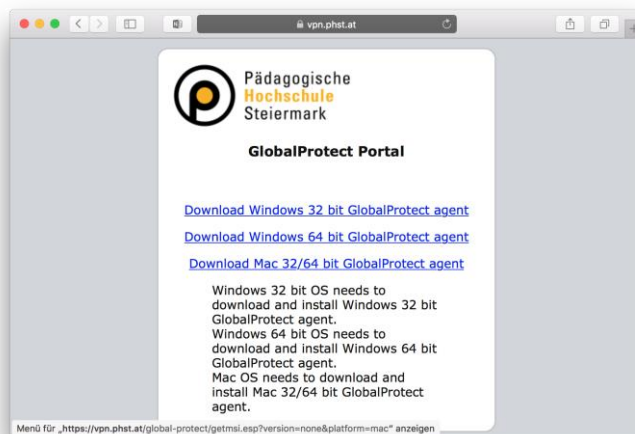 vpn.phst.at
Pädagogische
Hochschule
Steiermark
GlobalProtect Portal
Download Windows 32 bit GlobalProtect agent
Download Windows 64 bit GlobalProtect agent
Download Mac 32/64 bit GlobalProtect agent
Windows 32 bit OS needs to
download and install Windows 32 bit
GlobalProtect agent.
Windows 64 bit OS needs to
download and install Windows 64 bit
GlobalProtect agent.
Mac OS needs to download and
install Mac 32/64 bit GlobalProtect
agent.
Menü für „https://vpn.phst.at/global-protect/getmsi.esp?version=none&platform=mac“ anzeigen